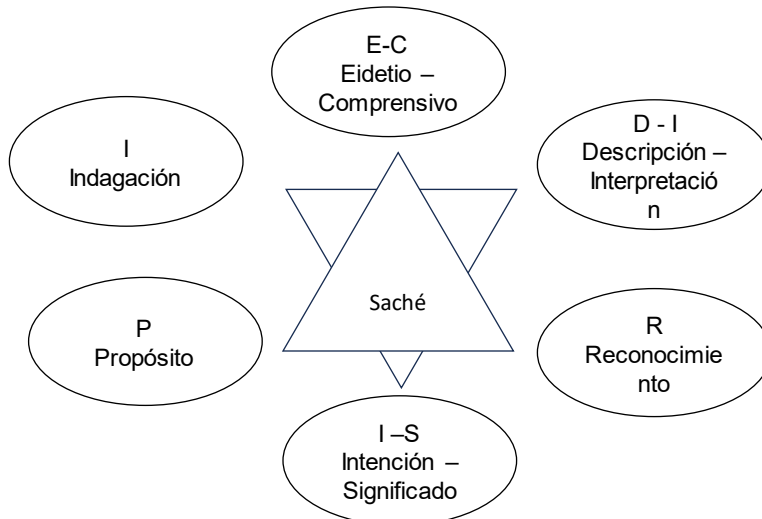 E-C
Eidetio –
Comprensivo
I
Indagación
D - I
Descripción –
Interpretació
n
Saché
P
Propósito
R
Reconocimie
nto
I –S
Intención –
Significado